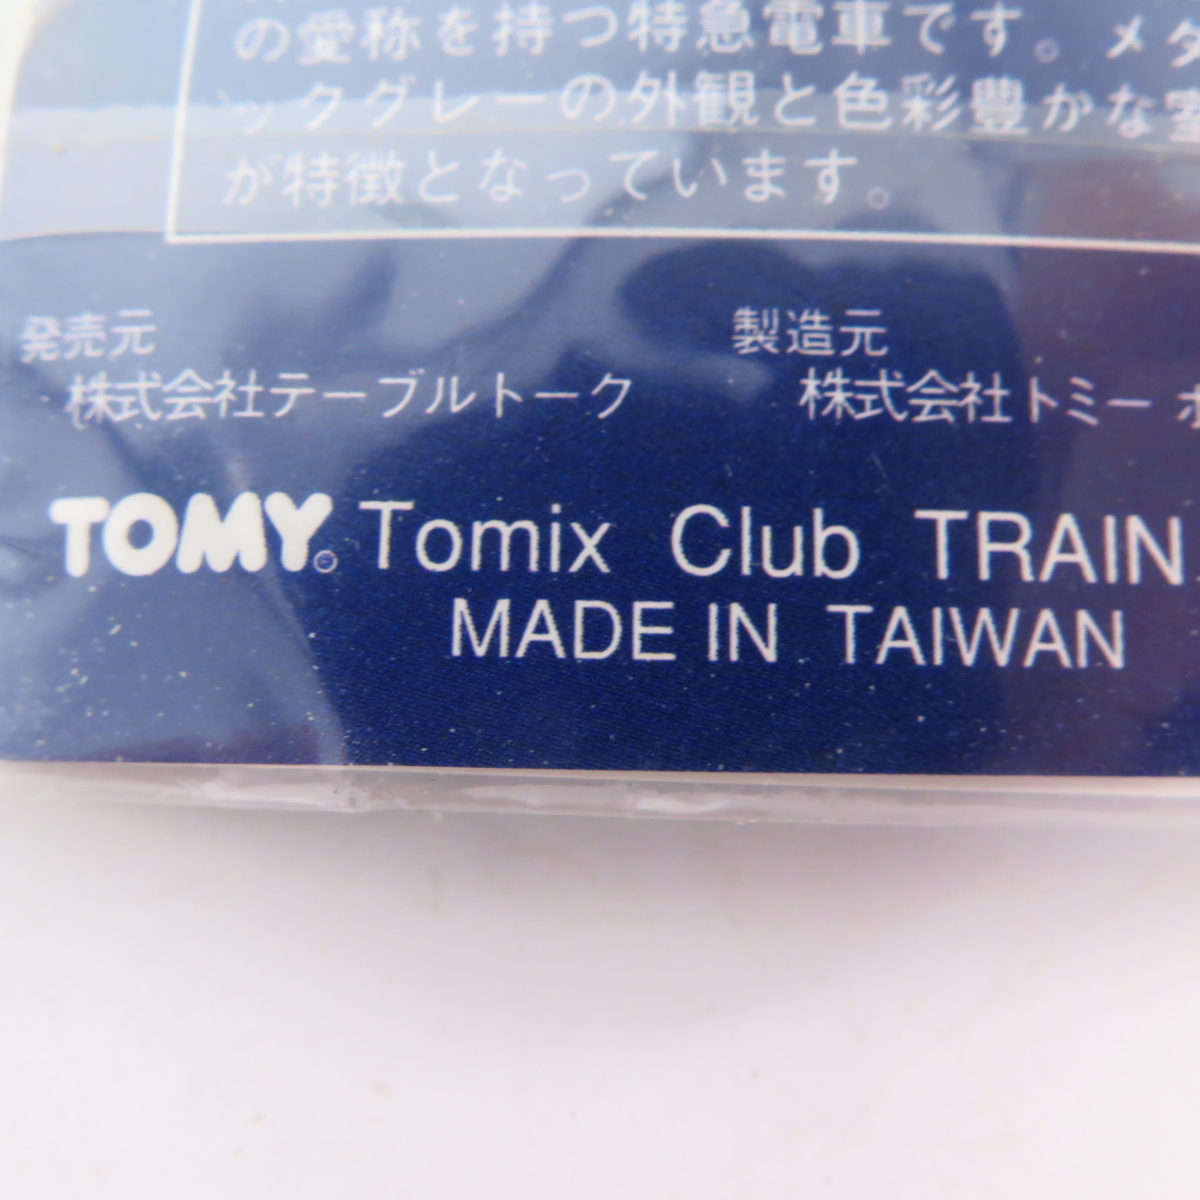 の愛称を持つ特急電車です。メタ
ックグレーの外観と色彩豊かな室
が特徴となっています。
発売元
株式会社テーブルトーク
製造元
株式会社トミー
TOMY Tomix Club TRAIN
MADE IN TAIWAN